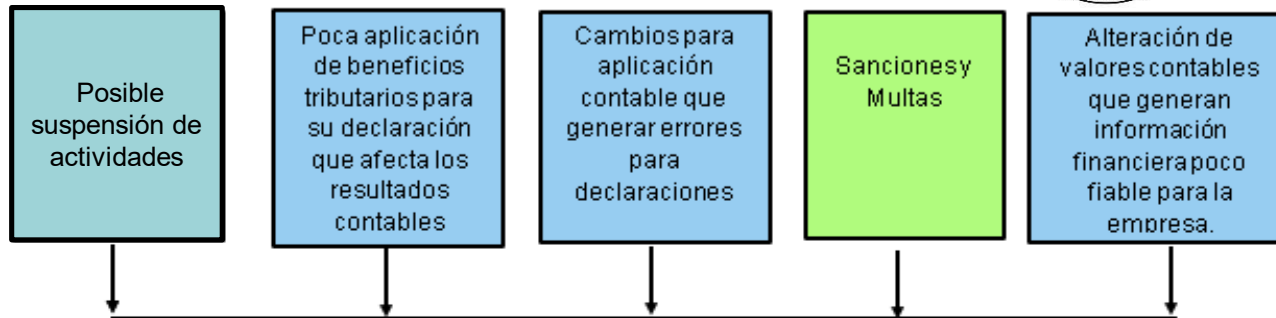 Posible
suspensión de
actividades
Poca aplicación
de beneficios
tributarios para
su declaración
que afecta los
resultados
contables
Cambios para
aplicación
contable que
generar errores
para
declaraciones
Sanciones y
Multas
Alteración de
valores contables
que generan
información
financiera poco
fiable para la
empresa.